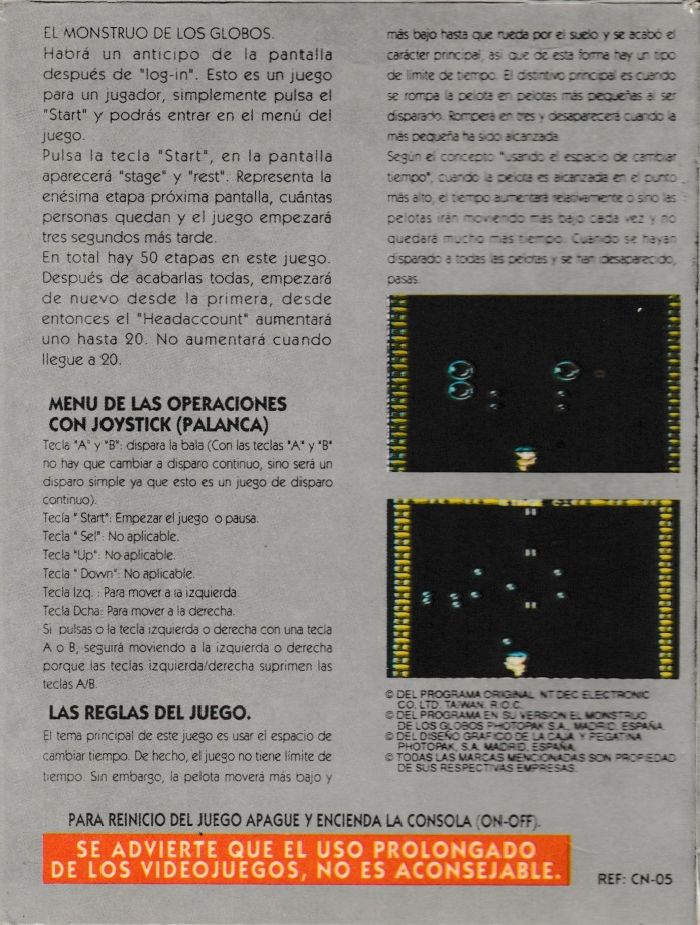 EL MONSTRUO DE LOS GLOBOS.
Habrá un anticipo de la pantalla
después de "log-in". Esto es un juego
para un jugador, simplemente pulsa el
"Start" y podrás entrar en el menú del
juego.
Pulsa la tecla "Start", en la pantalla
aparecerá "stage" y "rest". Representa la
enésima etapa próxima pantalla, cuántas
personas quedan y el juego empezará
tres segundos más tarde.
En total hay 50 etapas en este juego.
Después de acabarlas todas, empezará
de nuevo desde la primera, desde
entonces el "Headaccount" aumentará
uno hasta 20. No aumentará cuando
llegue a 20.
MENU DE LAS OPERACIONES
CON JOYSTICK (PALANCA)
Tecla "A" y "B": dispara la bala (Con las teclas "A" y "B"
no hay que cambiar a disparo continuo, sino será un
disparo simple ya que esto es un juego de disparo
continuo).
Tecla " Start": Empezar el juego o pausa.
Tecla " Sel": No aplicable.
Tecla "Up": No aplicable.
Tecla " Down": No aplicable.
Tecla Izq. : Para mover a la izquierda.
Tecla Dcha: Para mover a la derecha.
Si pulsas o la tecla izquierda o derecha con una tecla
A o B, seguirá moviendo a la izquierda o derecha
porque las teclas izquierda/derecha suprimen las
teclas A/B.
LAS REGLAS DEL JUEGO.
El tema principal de este juego es usar el espacio de
cambiar tiempo. De hecho, el juego no tiene límite de
tiempo. Sin embargo, la pelota moverá más bajo y
más bajo hasta que rueda por el suelo y se acabó el
carácter principal, asi que de esta forma hay un tipo
de límite de tiempo. El distintivo principal es cuando
se rompa la pelota en pelotas más pequeñas al ser
disparado. Romperá en tres y desaparecerá cuando la
más pequeña ha sido alcanzada.
Según el concepto "usando el espacio de cambiar
tiempo", cuando la pelota es alcanzada en el punto
más alto, el tiempo aumentará relativamente o sino las
pelotas irán moviendo más bajo cada vez y no
quedará mucho más tiempo. Cuando se hayan
disparado a todas las pelotas y se han desaparecido,
pasas.
© DEL PROGRAMA ORIGINAL NTDEC ELECTRONIC
CO. LTD. TAIWAN. R.O.C.
© DEL PROGRAMA EN SU VERSION EL MONSTRUO
DE LOS GLOBOS PHOTOPAK S.A. MADRID. ESPAÑA.
© DEL DISEÑO GRAFICO DE LA CAJA Y PEGATINA
PHOTOPAK, S.A. MADRID, ESPAÑA.
© TODAS LAS MARCAS MENCIONADAS SON PROPIEDAD
DE SUS RESPECTIVAS EMPRESAS.
PARA REINICIO DEL JUEGO APAGUE Y ENCIENDA LA CONSOLA (ON-OFF).
SE ADVIERTE QUE EL USO PROLONGADO
DE LOS VIDEOJUEGOS, NO ES ACONSEJABLE.
REF: CN-05